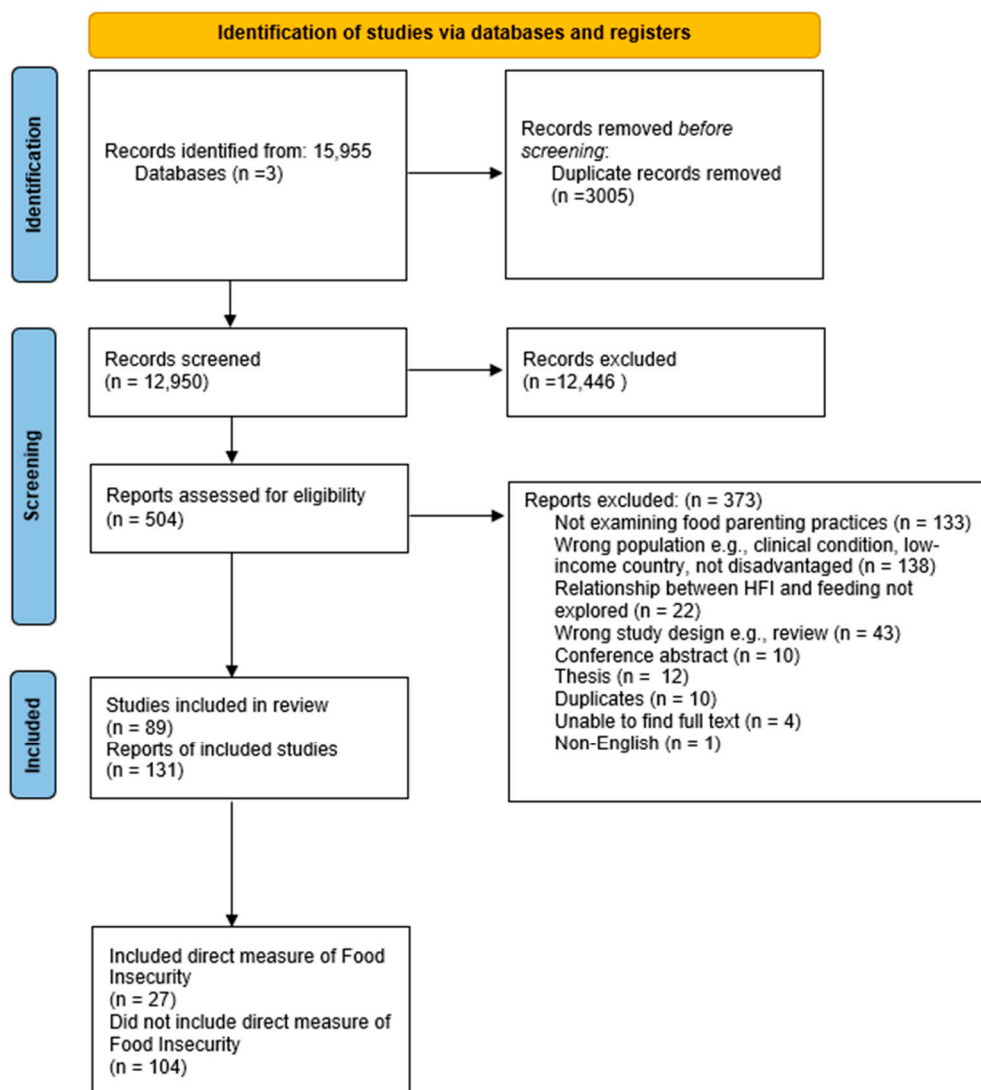 Identification of studies via databases and registers
Identification
Records identified from: 15,955
Databases (n =3)
Records removed before
screening:
Duplicate records removed
(n =3005)
Screening
Records screened
(n = 12,950)
Records excluded
(n =12,446 )
Reports assessed for eligibility
(n = 504)
Reports excluded: (n = 373)
Not examining food parenting practices (n = 133)
Wrong population e.g., clinical condition, low-
income country, not disadvantaged (n = 138)
Relationship between HFI and feeding not
explored (n = 22)
Wrong study design e.g., review (n = 43)
Conference abstract (n = 10)
Thesis (n =  12)
Duplicates (n = 10)
Unable to find full text (n = 4)
Non-English (n = 1)
Included
Studies included in review
(n = 89)
Reports of included studies
(n = 131)
Included direct measure of Food
Insecurity
(n = 27)
Did not include direct measure of
Food Insecurity
(n = 104)